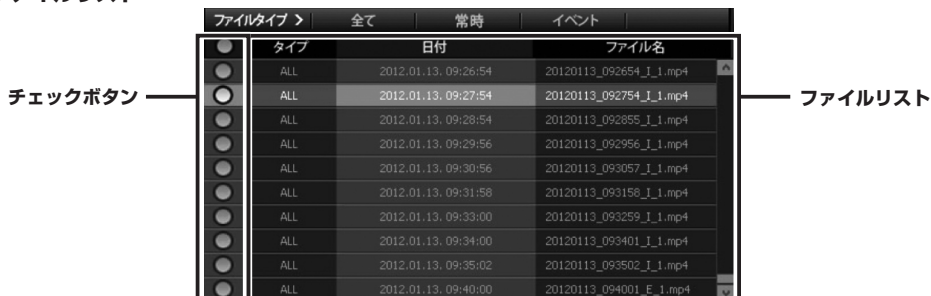 ファイルタイプ > 全て 常時 イベント
タイプ 日付 ファイル名
ALL 2012.01.13. 09:26:54 20120113_092654_I_1.mp4
チェックボタン ALL 2012.01.13. 09:27:54 20120113_092754_I_1.mp4 ファイルリスト
ALL 2012.01.13. 09:28:54 20120113_092855_I_1.mp4
ALL 2012.01.13. 09:29:56 20120113_092956_I_1.mp4
ALL 2012.01.13. 09:30:56 20120113_093057_I_1.mp4
ALL 2012.01.13. 09:31:58 20120113_093158_I_1.mp4
ALL 2012.01.13. 09:33:00 20120113_093259_I_1.mp4
ALL 2012.01.13. 09:34:00 20120113_093401_I_1.mp4
ALL 2012.01.13. 09:35:02 20120113_093502_I_1.mp4
ALL 2012.01.13. 09:40:00 20120113_094001_E_1.mp4